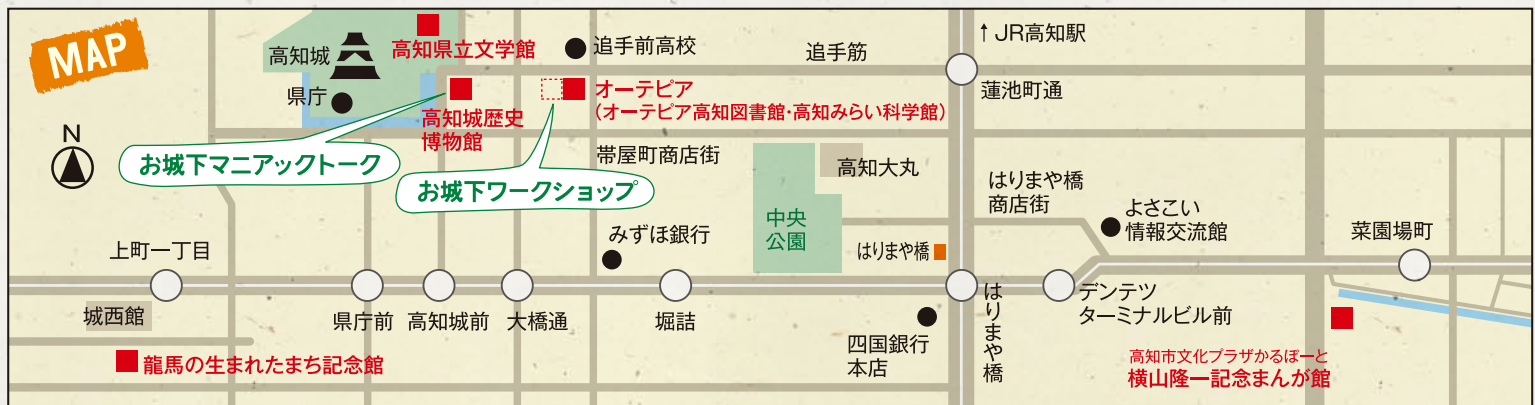 MAP
高知城
高知県立文学館
追手前高校
追手筋
↑JR高知駅
県庁
高知城歴史
博物館
オーテピア
(オーテピア高知図書館・高知みらい科学館)
蓮池町通
N
お城下マニアックトーク
お城下ワークショップ
帯屋町商店街
高知大丸
中央
公園
はりまや橋
はりまや橋
商店街
よさこい
情報交流館
菜園場町
上町一丁目
みずほ銀行
城西館
県庁前
高知城前
大橋通
堀詰
四国銀行
本店
はりまや橋
デンテツ
ターミナルビル前
龍馬の生まれたまち記念館
高知市文化プラザかるぽーと
横山隆一記念まんが館